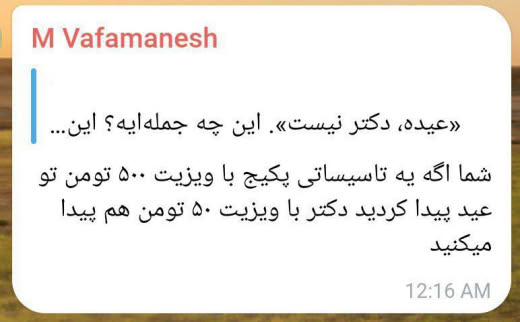 M Vafamanesh
«عیده، دکتر نیست». این چه جمله‌ایه؟ این...
شما اگه یه تاسیساتی پکیج با ویزیت ۵۰۰ تومن تو
عید پیدا کردید دکتر با ویزیت ۵۰ تومن هم پیدا
میکنید
12:16 AM